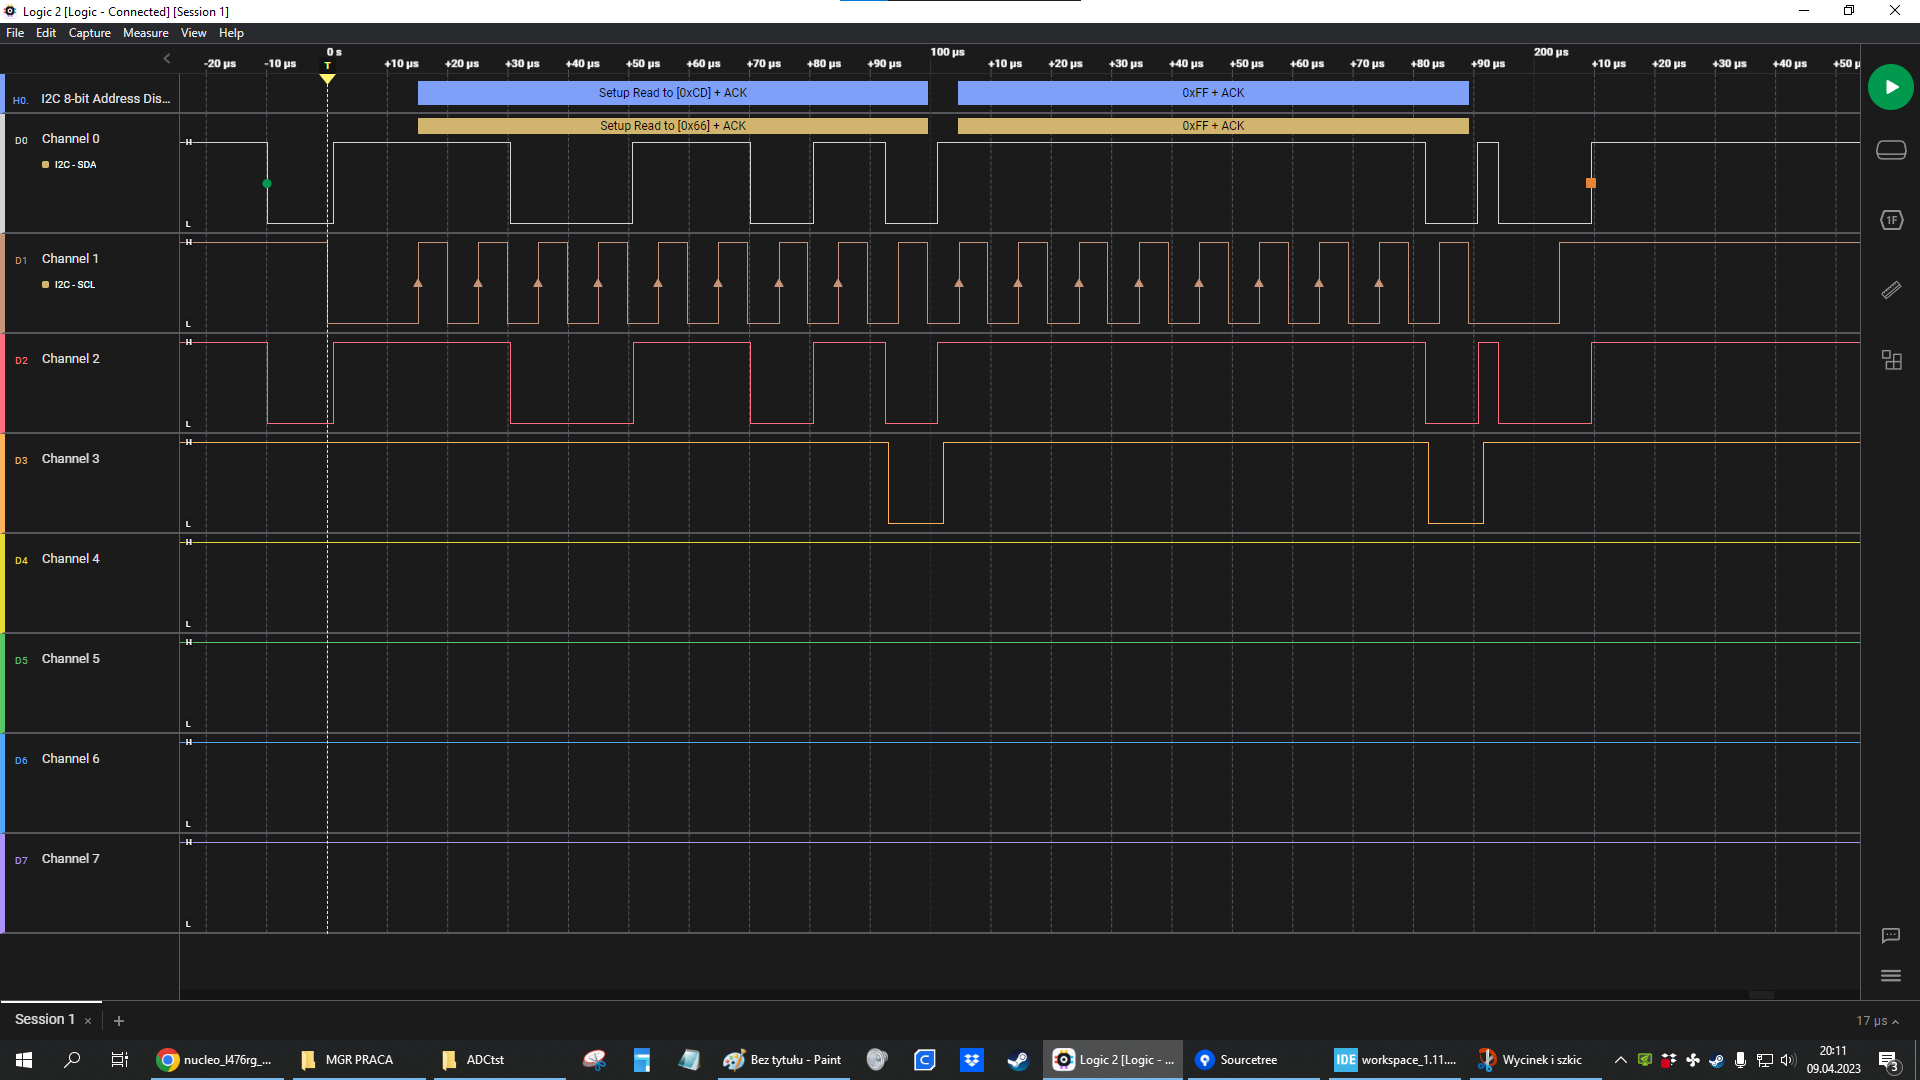 Logic 2 [Logic - Connected] [Session 1]
File Edit Capture Measure View Help
0 s 100 µs 200 µs
-20 µs -10 µs T +10 µs +20 µs +30 µs +40 µs +50 µs +60 µs +70 µs +80 µs +90 µs +10 µs +20 µs +30 µs +40 µs +50 µs +60 µs +70 µs +80 µs +90 µs +10 µs +20 µs +30 µs +40 µs +50 µ
H0. I2C 8-bit Address Dis... Setup Read to [0xCD] + ACK 0xFF + ACK
Setup Read to [0x66] + ACK 0xFF + ACK
D0 Channel 0 H
I2C - SDA
L
H
D1 Channel 1
I2C - SCL
L
H
D2 Channel 2
L
H
D3 Channel 3
L
H
D4 Channel 4
L
H
D5 Channel 5
L
H
D6 Channel 6
L
H
D7 Channel 7
L
1F
Session 1 × +
17 µs
nucleo_l476rg_... MGR PRACA ADCtst Bez tytułu - Paint Logic 2 [Logic - ... Sourcetree IDE workspace_1.11.... Wycinek i szkic
20:11
09.04.2023
3